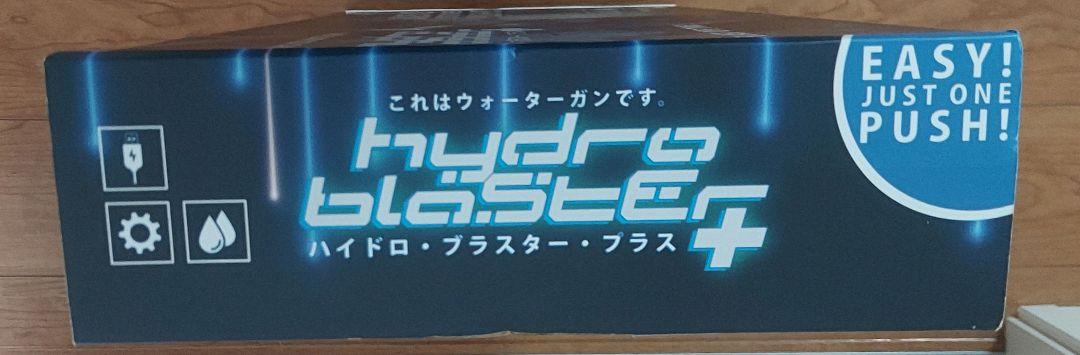 これはウォーターガンです。
hydro
blaster+
ハイドロ・ブラスター・プラス
EASY!
JUST ONE
PUSH!